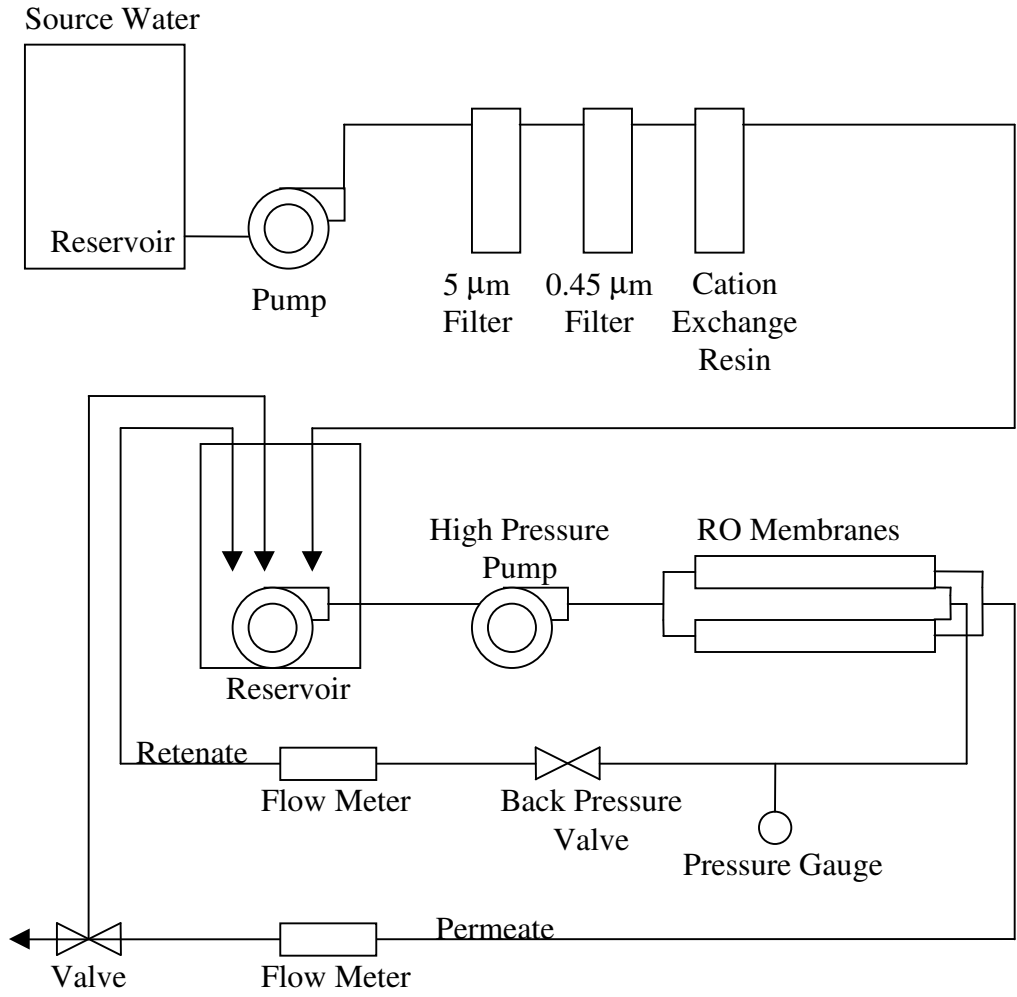 Source Water
Reservoir
Pump
5 μm
Filter
0.45 μm
Filter
Cation
Exchange
Resin
High Pressure
Pump
RO Membranes
Reservoir
Retenate
Flow Meter
Back Pressure
Valve
Pressure Gauge
Permeate
Valve
Flow Meter